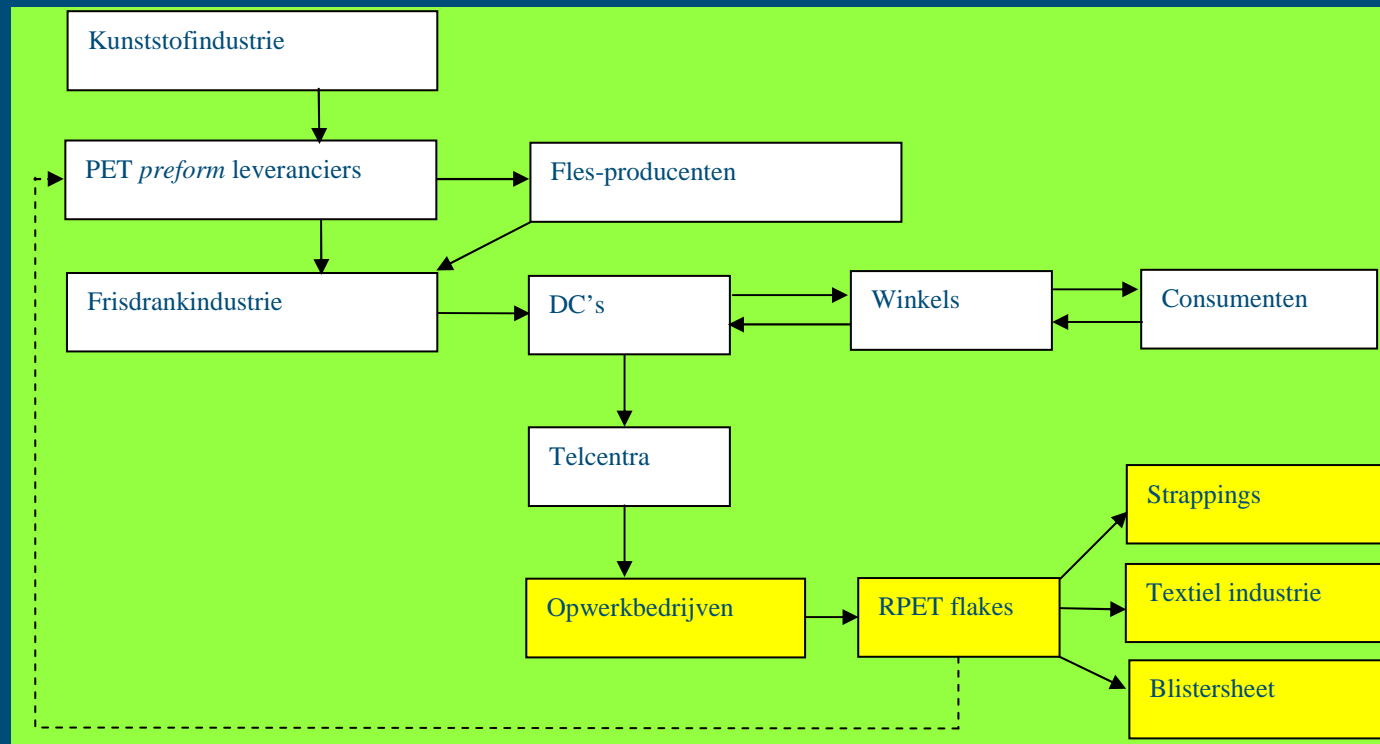 Kunststofindustrie
PET preform leveranciers
Fles-producenten
Frisdrankindustrie
DC's
Winkels
Consumenten
Telcentra
Strappings
Opwerkbedrijven
RPET flakes
Textiel industrie
Blistersheet